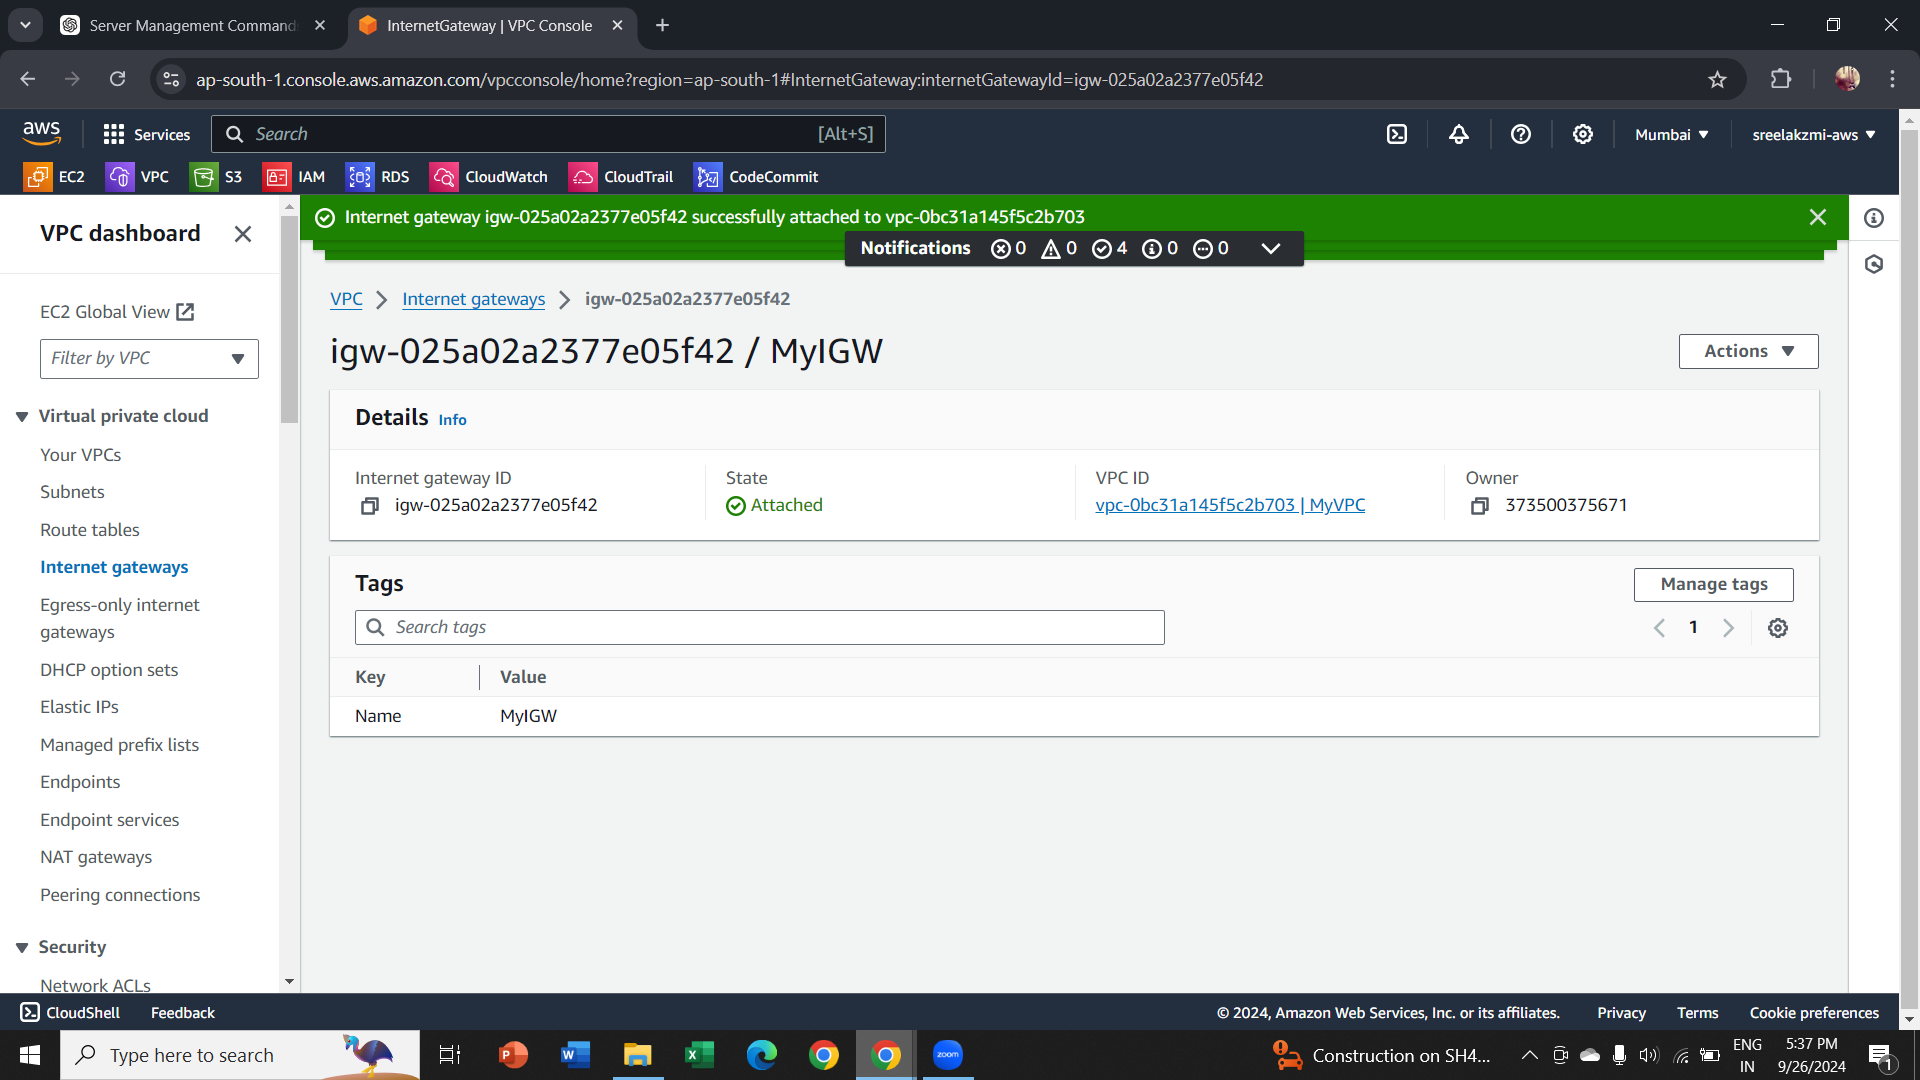 Server Management Command
InternetGateway | VPC Console
ap-south-1.console.aws.amazon.com/vpcconsole/home?region=ap-south-1#InternetGateway:internetGatewayId=igw-025a02a2377e05f42
aws
Services
Search
[Alt+S]
Mumbai
sreelakzmi-aws
EC2
VPC
S3
IAM
RDS
CloudWatch
CloudTrail
CodeCommit
VPC dashboard
EC2 Global View
Filter by VPC
Virtual private cloud
Your VPCs
Subnets
Route tables
Internet gateways
Egress-only internet
gateways
DHCP option sets
Elastic IPs
Managed prefix lists
Endpoints
Endpoint services
NAT gateways
Peering connections
Security
Network ACLs
Internet gateway igw-025a02a2377e05f42 successfully attached to vpc-0bc31a145f5c2b703
Notifications 0 0 4 0 0
VPC > Internet gateways > igw-025a02a2377e05f42
igw-025a02a2377e05f42 / MyIGW
Actions
Details Info
Internet gateway ID
igw-025a02a2377e05f42
State
Attached
VPC ID
vpc-0bc31a145f5c2b703 | MyVPC
Owner
373500375671
Tags
Manage tags
Search tags
1
Key Value
Name MyIGW
CloudShell
Feedback
© 2024, Amazon Web Services, Inc. or its affiliates.
Privacy
Terms
Cookie preferences
Type here to search
zoom
Construction on SH4...
ENG
IN
5:37 PM
9/26/2024
1